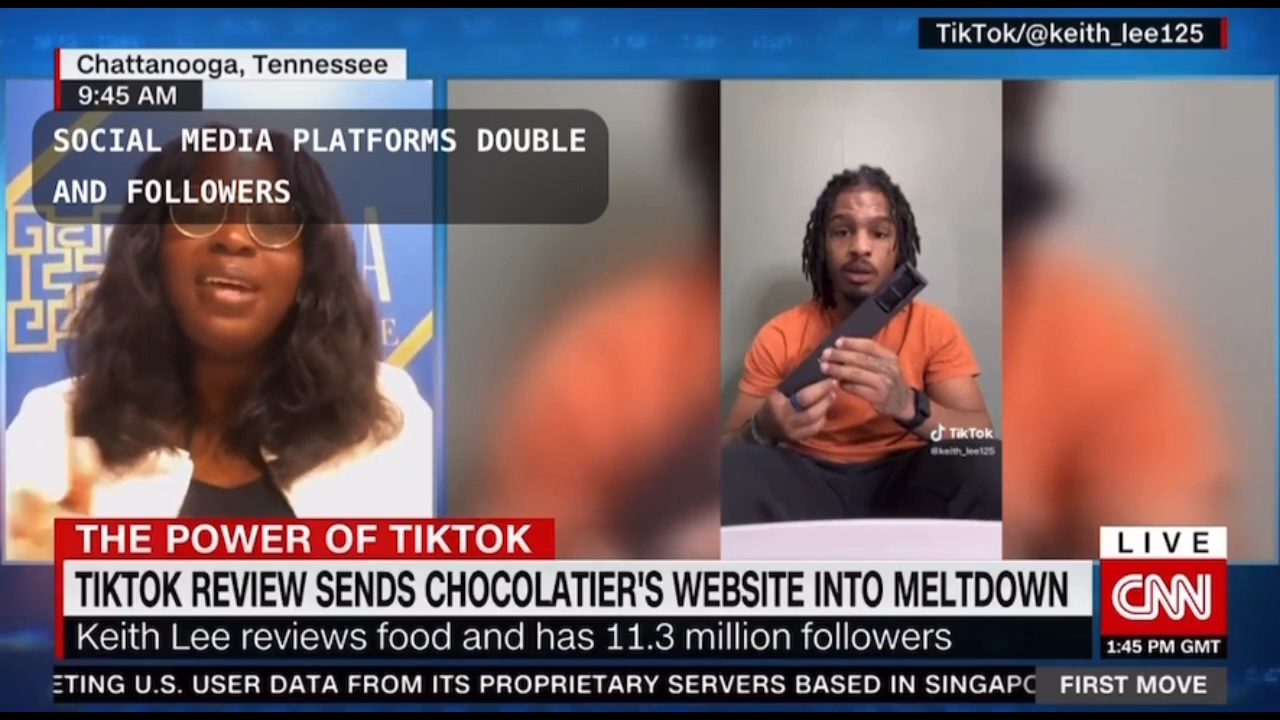 TikTok/@keith_lee125
Chattanooga, Tennessee
9:45 AM
SOCIAL MEDIA PLATFORMS DOUBLE
AND FOLLOWERS
A
E
TikTok
@keith_lee125
THE POWER OF TIKTOK
TIKTOK REVIEW SENDS CHOCOLATIER'S WEBSITE INTO MELTDOWN
Keith Lee reviews food and has 11.3 million followers
LIVE
CNN
1:45 PM GMT
ETING U.S. USER DATA FROM ITS PROPRIETARY SERVERS BASED IN SINGAPO
FIRST MOVE